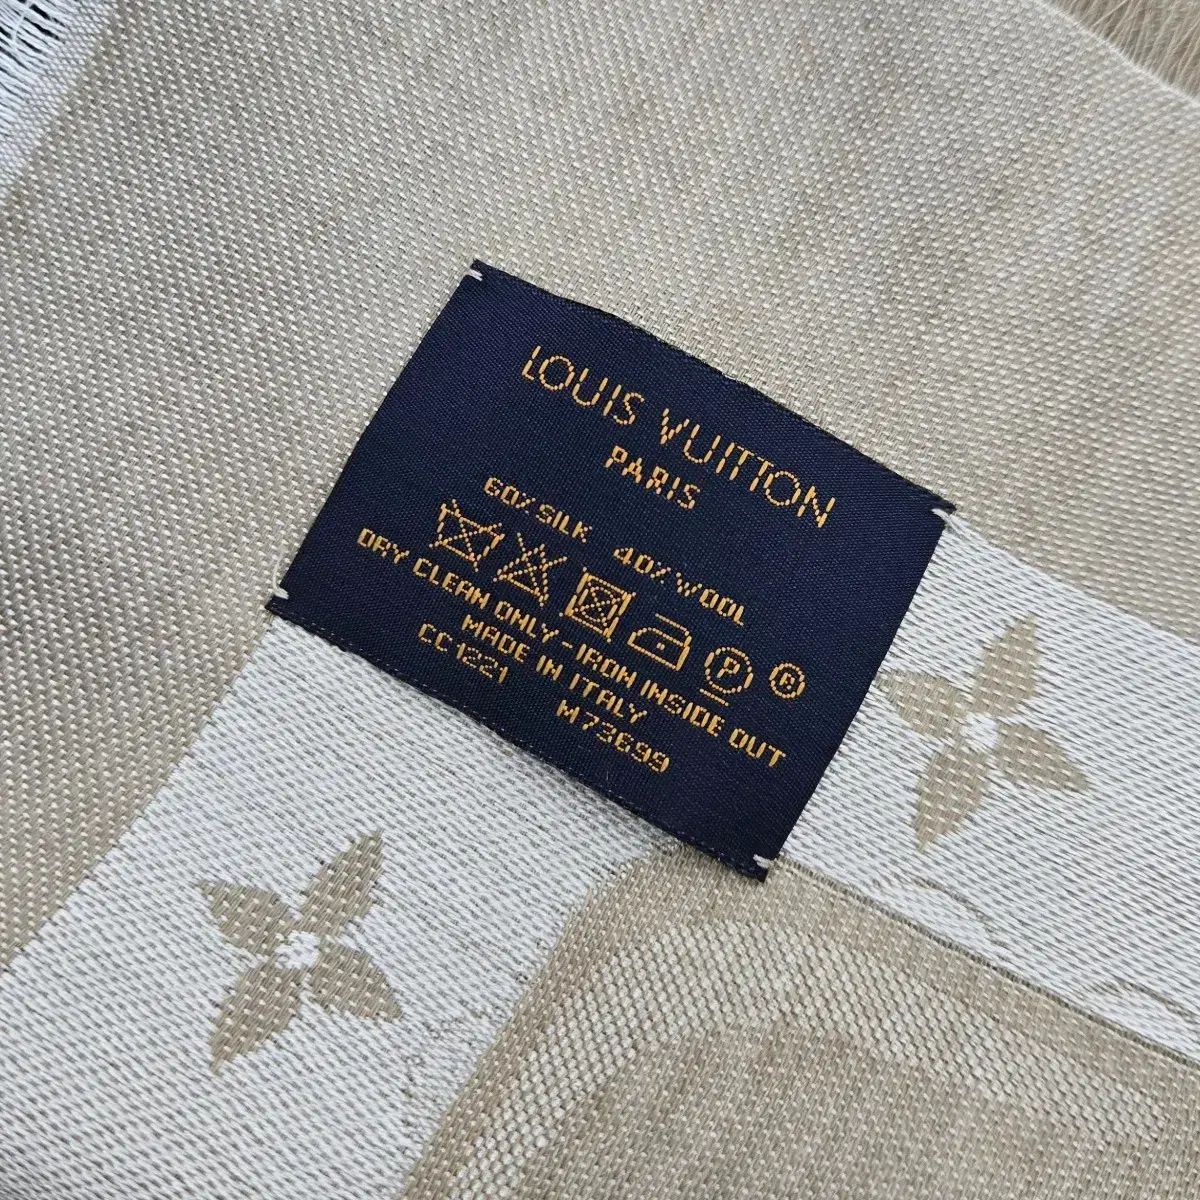 LOUIS VUITTON
PARIS
60% SILK 40% WOOL
P
DRY CLEAN ONLY - IRON INSIDE OUT
MADE IN ITALY
CC1221 M73699